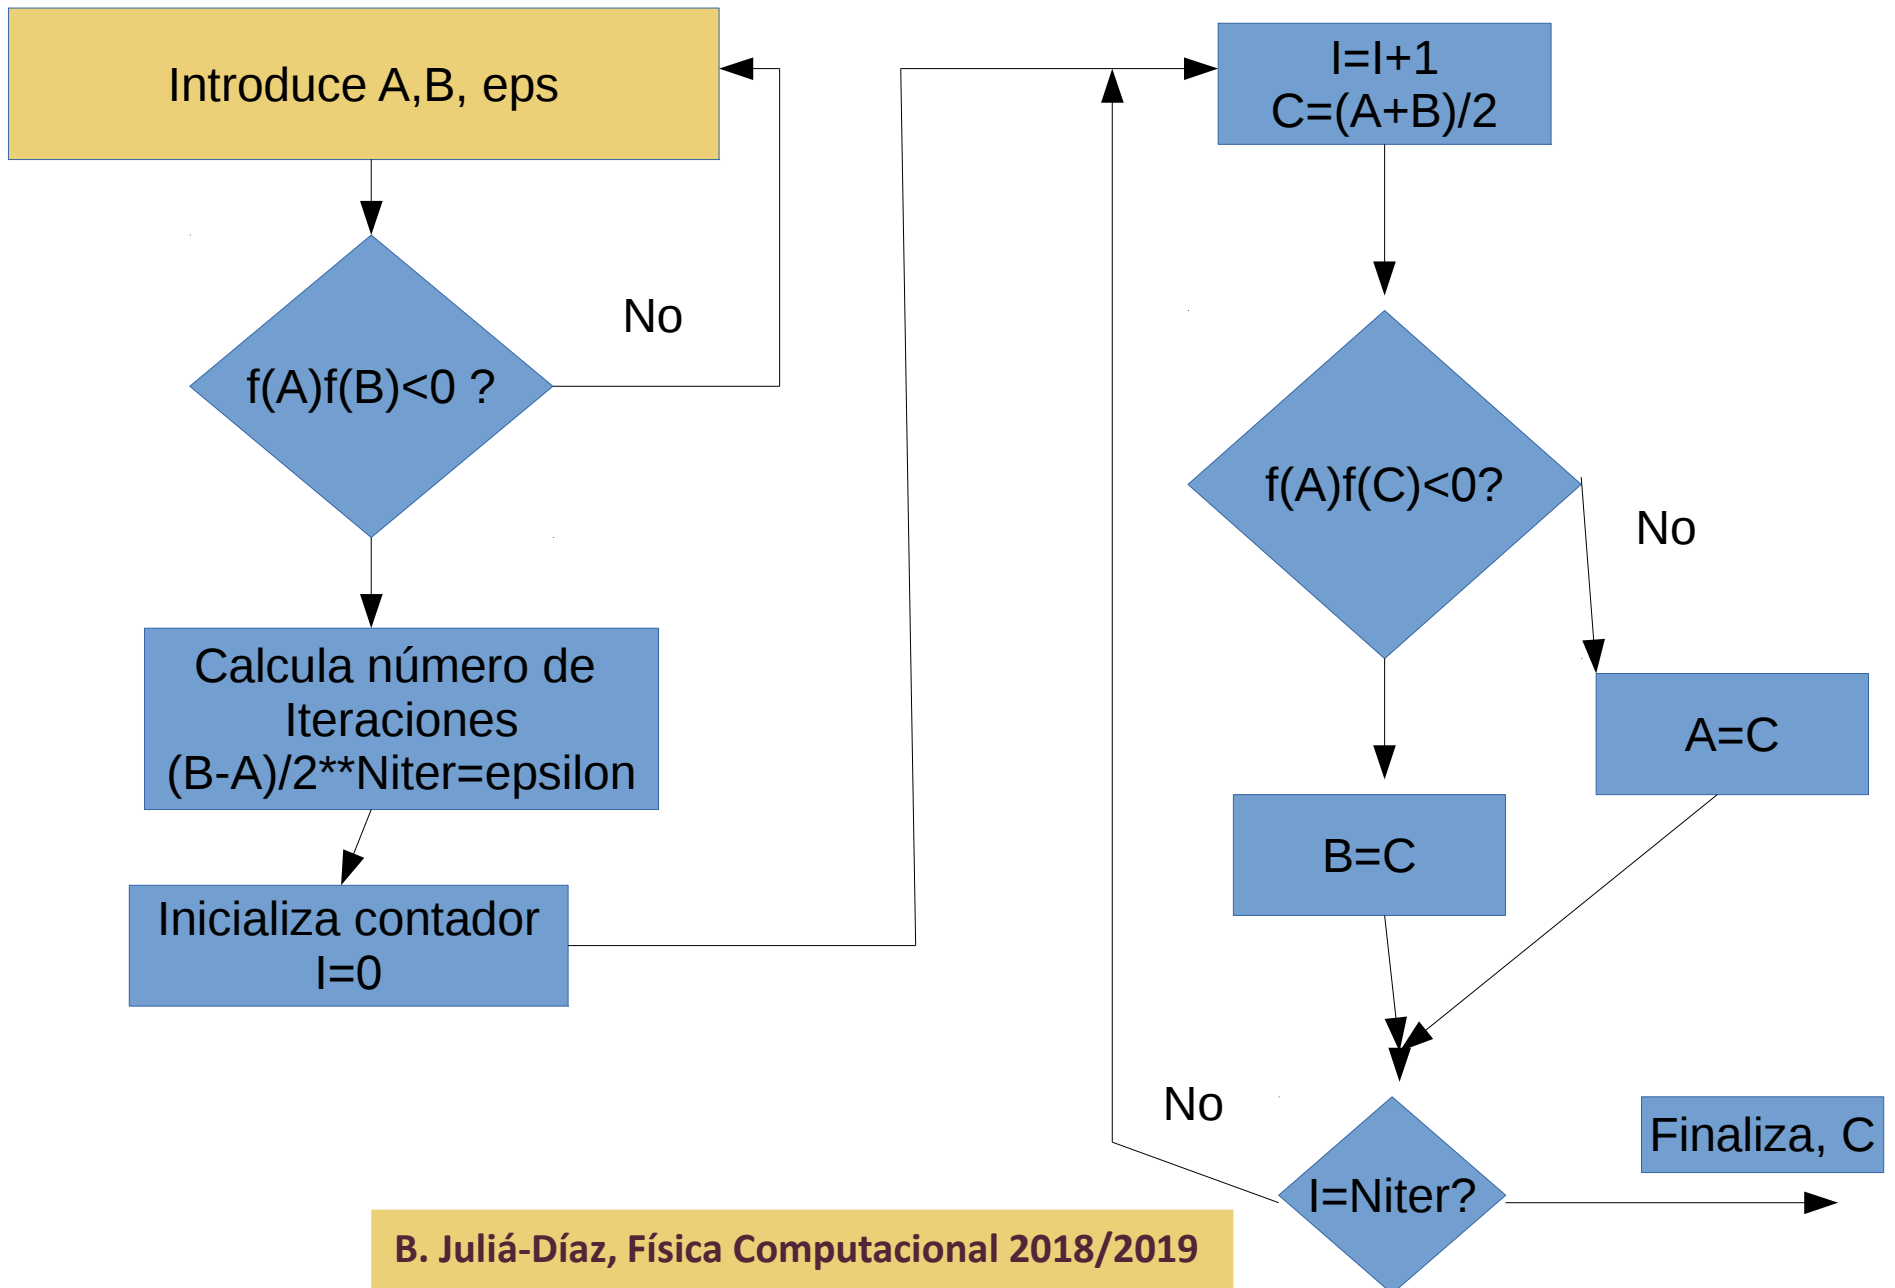 Introduce A,B, eps
No
f(A)f(B)<0 ?
Calcula número de
Iteraciones
(B-A)/2**Niter=epsilon
Inicializa contador
I=0
I=I+1
C=(A+B)/2
f(A)f(C)<0?
No
A=C
B=C
No
I=Niter?
Finaliza, C
B. Juliá-Díaz, Física Computacional 2018/2019